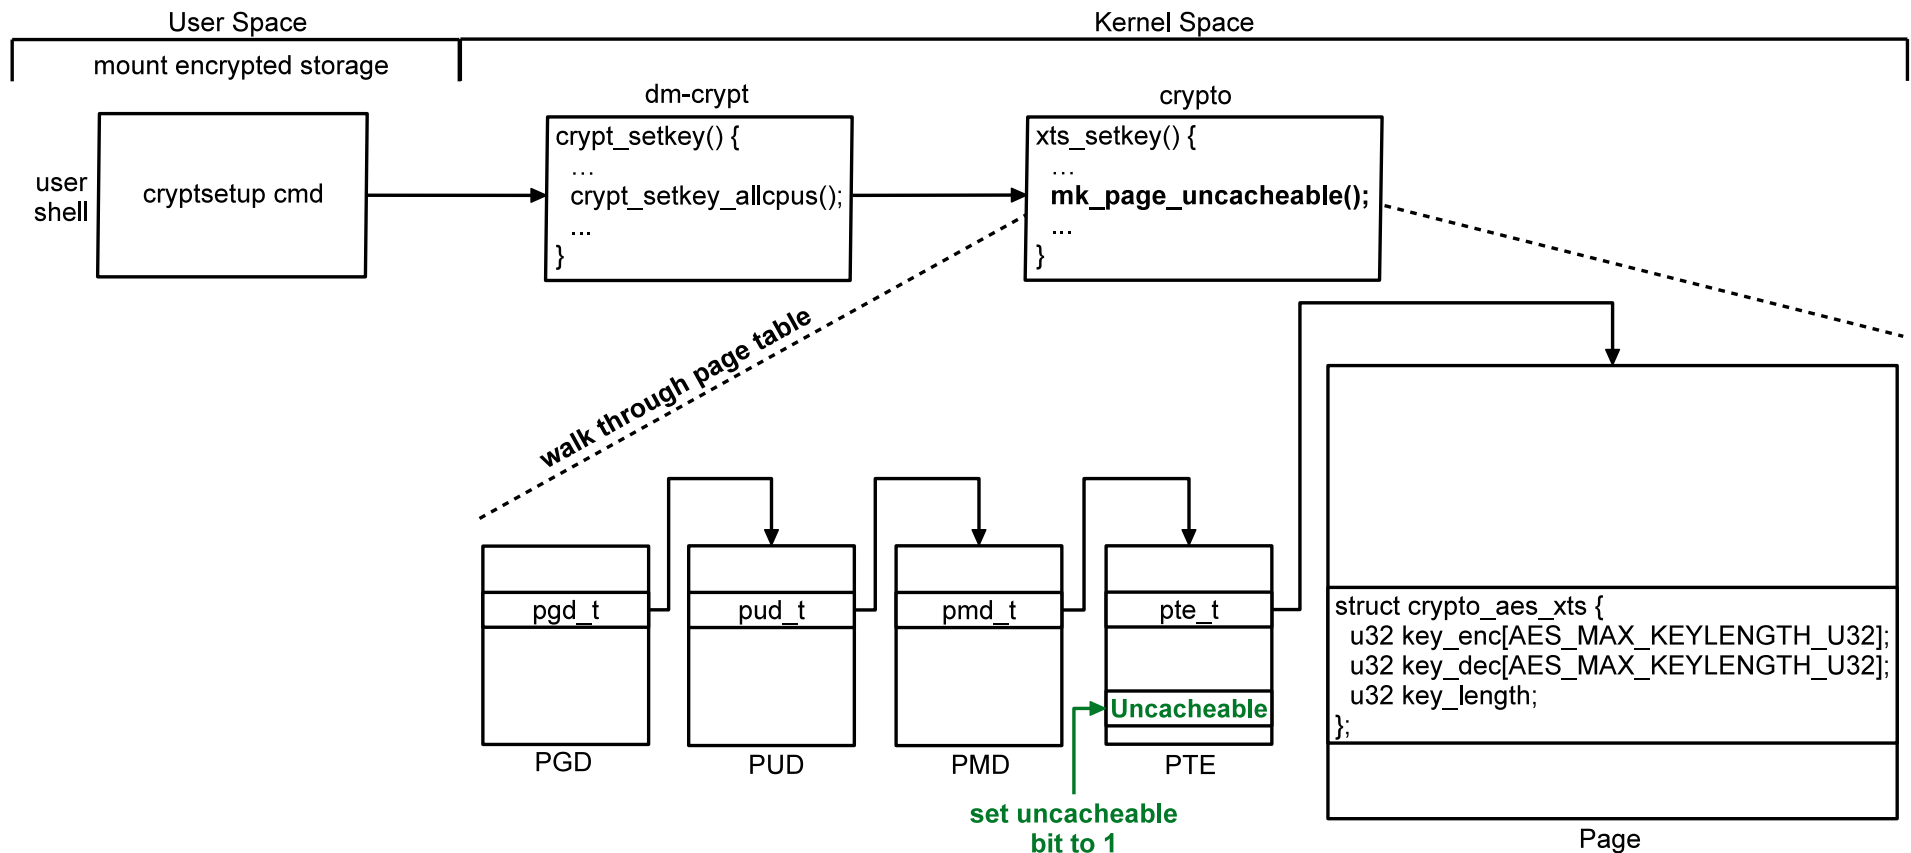 User Space
Kernel Space
mount encrypted storage
dm-crypt
crypto
user
shell
cryptsetup cmd
crypt_setkey() {
...
crypt_setkey_allcpus();
...
}
xts_setkey() {
...
mk_page_uncacheable();
...
}
walk through page table
pgd_t
pud_t
pmd_t
pte_t
Uncacheable
PGD
PUD
PMD
PTE
set uncacheable
bit to 1
struct crypto_aes_xts {
u32 key_enc[AES_MAX_KEYLENGTH_U32];
u32 key_dec[AES_MAX_KEYLENGTH_U32];
u32 key_length;
};
Page